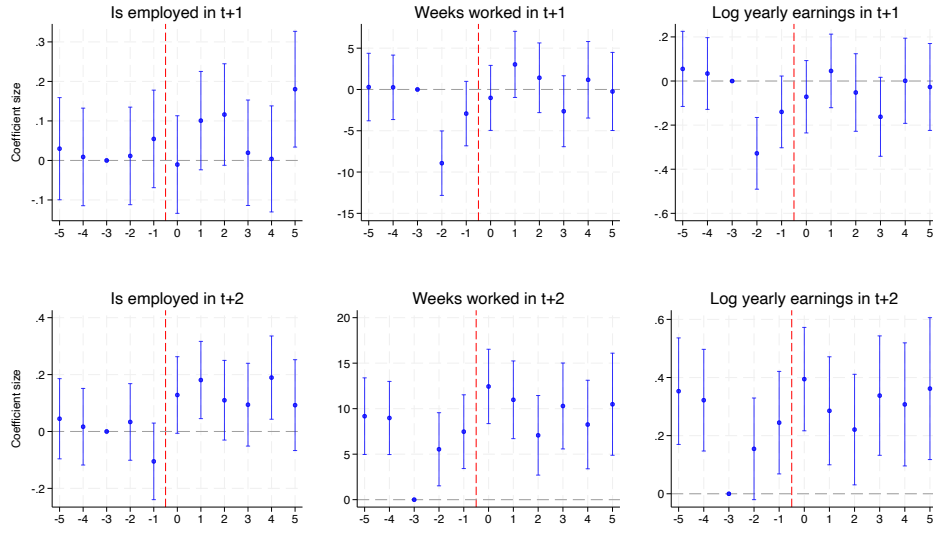 Is employed in t+1
Coefficient size
.3
.2
.1
0
-.1
-5 -4 -3 -2 -1 0 1 2 3 4 5
Weeks worked in t+1
5
0
-5
-10
-15
-5 -4 -3 -2 -1 0 1 2 3 4 5
Log yearly earnings in t+1
.2
0
-.2
-.4
-.6
-5 -4 -3 -2 -1 0 1 2 3 4 5
Is employed in t+2
Coefficient size
.4
.2
0
-.2
-5 -4 -3 -2 -1 0 1 2 3 4 5
Weeks worked in t+2
20
15
10
5
0
-5 -4 -3 -2 -1 0 1 2 3 4 5
Log yearly earnings in t+2
.6
.4
.2
0
-5 -4 -3 -2 -1 0 1 2 3 4 5